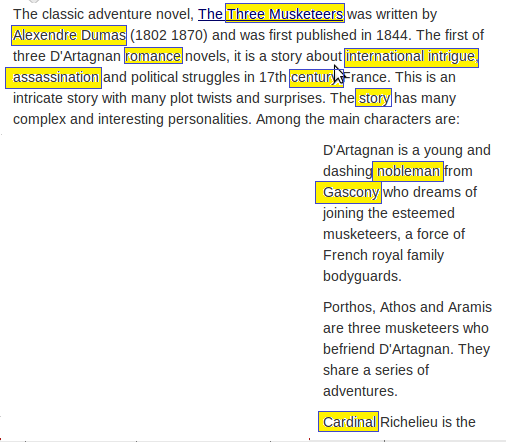 The classic adventure novel, The Three Musketeers was written by
Alexendre Dumas (1802 1870) and was first published in 1844. The first of
three D'Artagnan romance novels, it is a story about international intrigue,
assassination and political struggles in 17th century France. This is an
intricate story with many plot twists and surprises. The story has many
complex and interesting personalities. Among the main characters are:
D'Artagnan is a young and
dashing nobleman from
Gascony who dreams of
joining the esteemed
musketeers, a force of
French royal family
bodyguards.
Porthos, Athos and Aramis
are three musketeers who
befriend D'Artagnan. They
share a series of
adventures.
Cardinal Richelieu is the